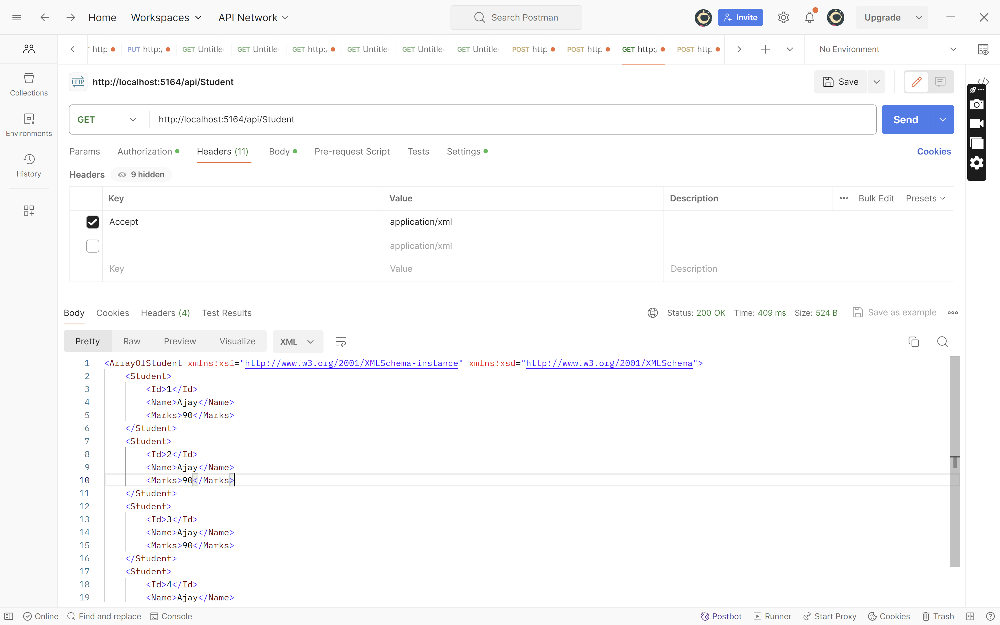 Home Workspaces API Network Search Postman Invite Upgrade
http PUT http:/ GET Untitle GET Untitle GET http:/ GET Untitle GET Untitle GET Untitle POST http POST http GET http:/ POST http No Environment
Collections
Environments
History
HTTP http://localhost:5164/api/Student Save
GET http://localhost:5164/api/Student Send
Params Authorization Headers (11) Body Pre-request Script Tests Settings Cookies
Headers 9 hidden
Key Value Description Bulk Edit Presets
Accept application/xml
application/xml
Key Value Description
Body Cookies Headers (4) Test Results Status: 200 OK Time: 409 ms Size: 524 B Save as example
Pretty Raw Preview Visualize XML
1 <ArrayOfStudent xmlns:xsi="http://www.w3.org/2001/XMLSchema-instance" xmlns:xsd="http://www.w3.org/2001/XMLSchema">
2 <Student>
3 <Id>1</Id>
4 <Name>Ajay</Name>
5 <Marks>90</Marks>
6 </Student>
7 <Student>
8 <Id>2</Id>
9 <Name>Ajay</Name>
10 <Marks>90</Marks>
11 </Student>
12 <Student>
13 <Id>3</Id>
14 <Name>Ajay</Name>
15 <Marks>90</Marks>
16 </Student>
17 <Student>
18 <Id>4</Id>
19 <Name>Ajay</Name>
Online Find and replace Console Postbot Runner Start Proxy Cookies Trash